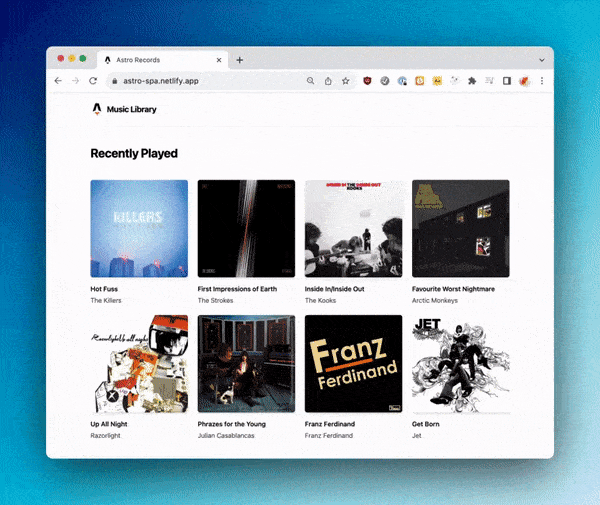 Astro Records
astro-spa.netlify.app
Music Library
Recently Played
KILLERS
INSIDE IN THE INSIDE OUT
KOOKS
Hot Fuss
First Impressions of Earth
Inside In/Inside Out
Favourite Worst Nightmare
The Killers
The Strokes
The Kooks
Arctic Monkeys
Franz
Ferdinand
JET
Up All Night
Phrazes for the Young
Franz Ferdinand
Get Born
Razorlight
Julian Casablancas
Franz Ferdinand
Jet